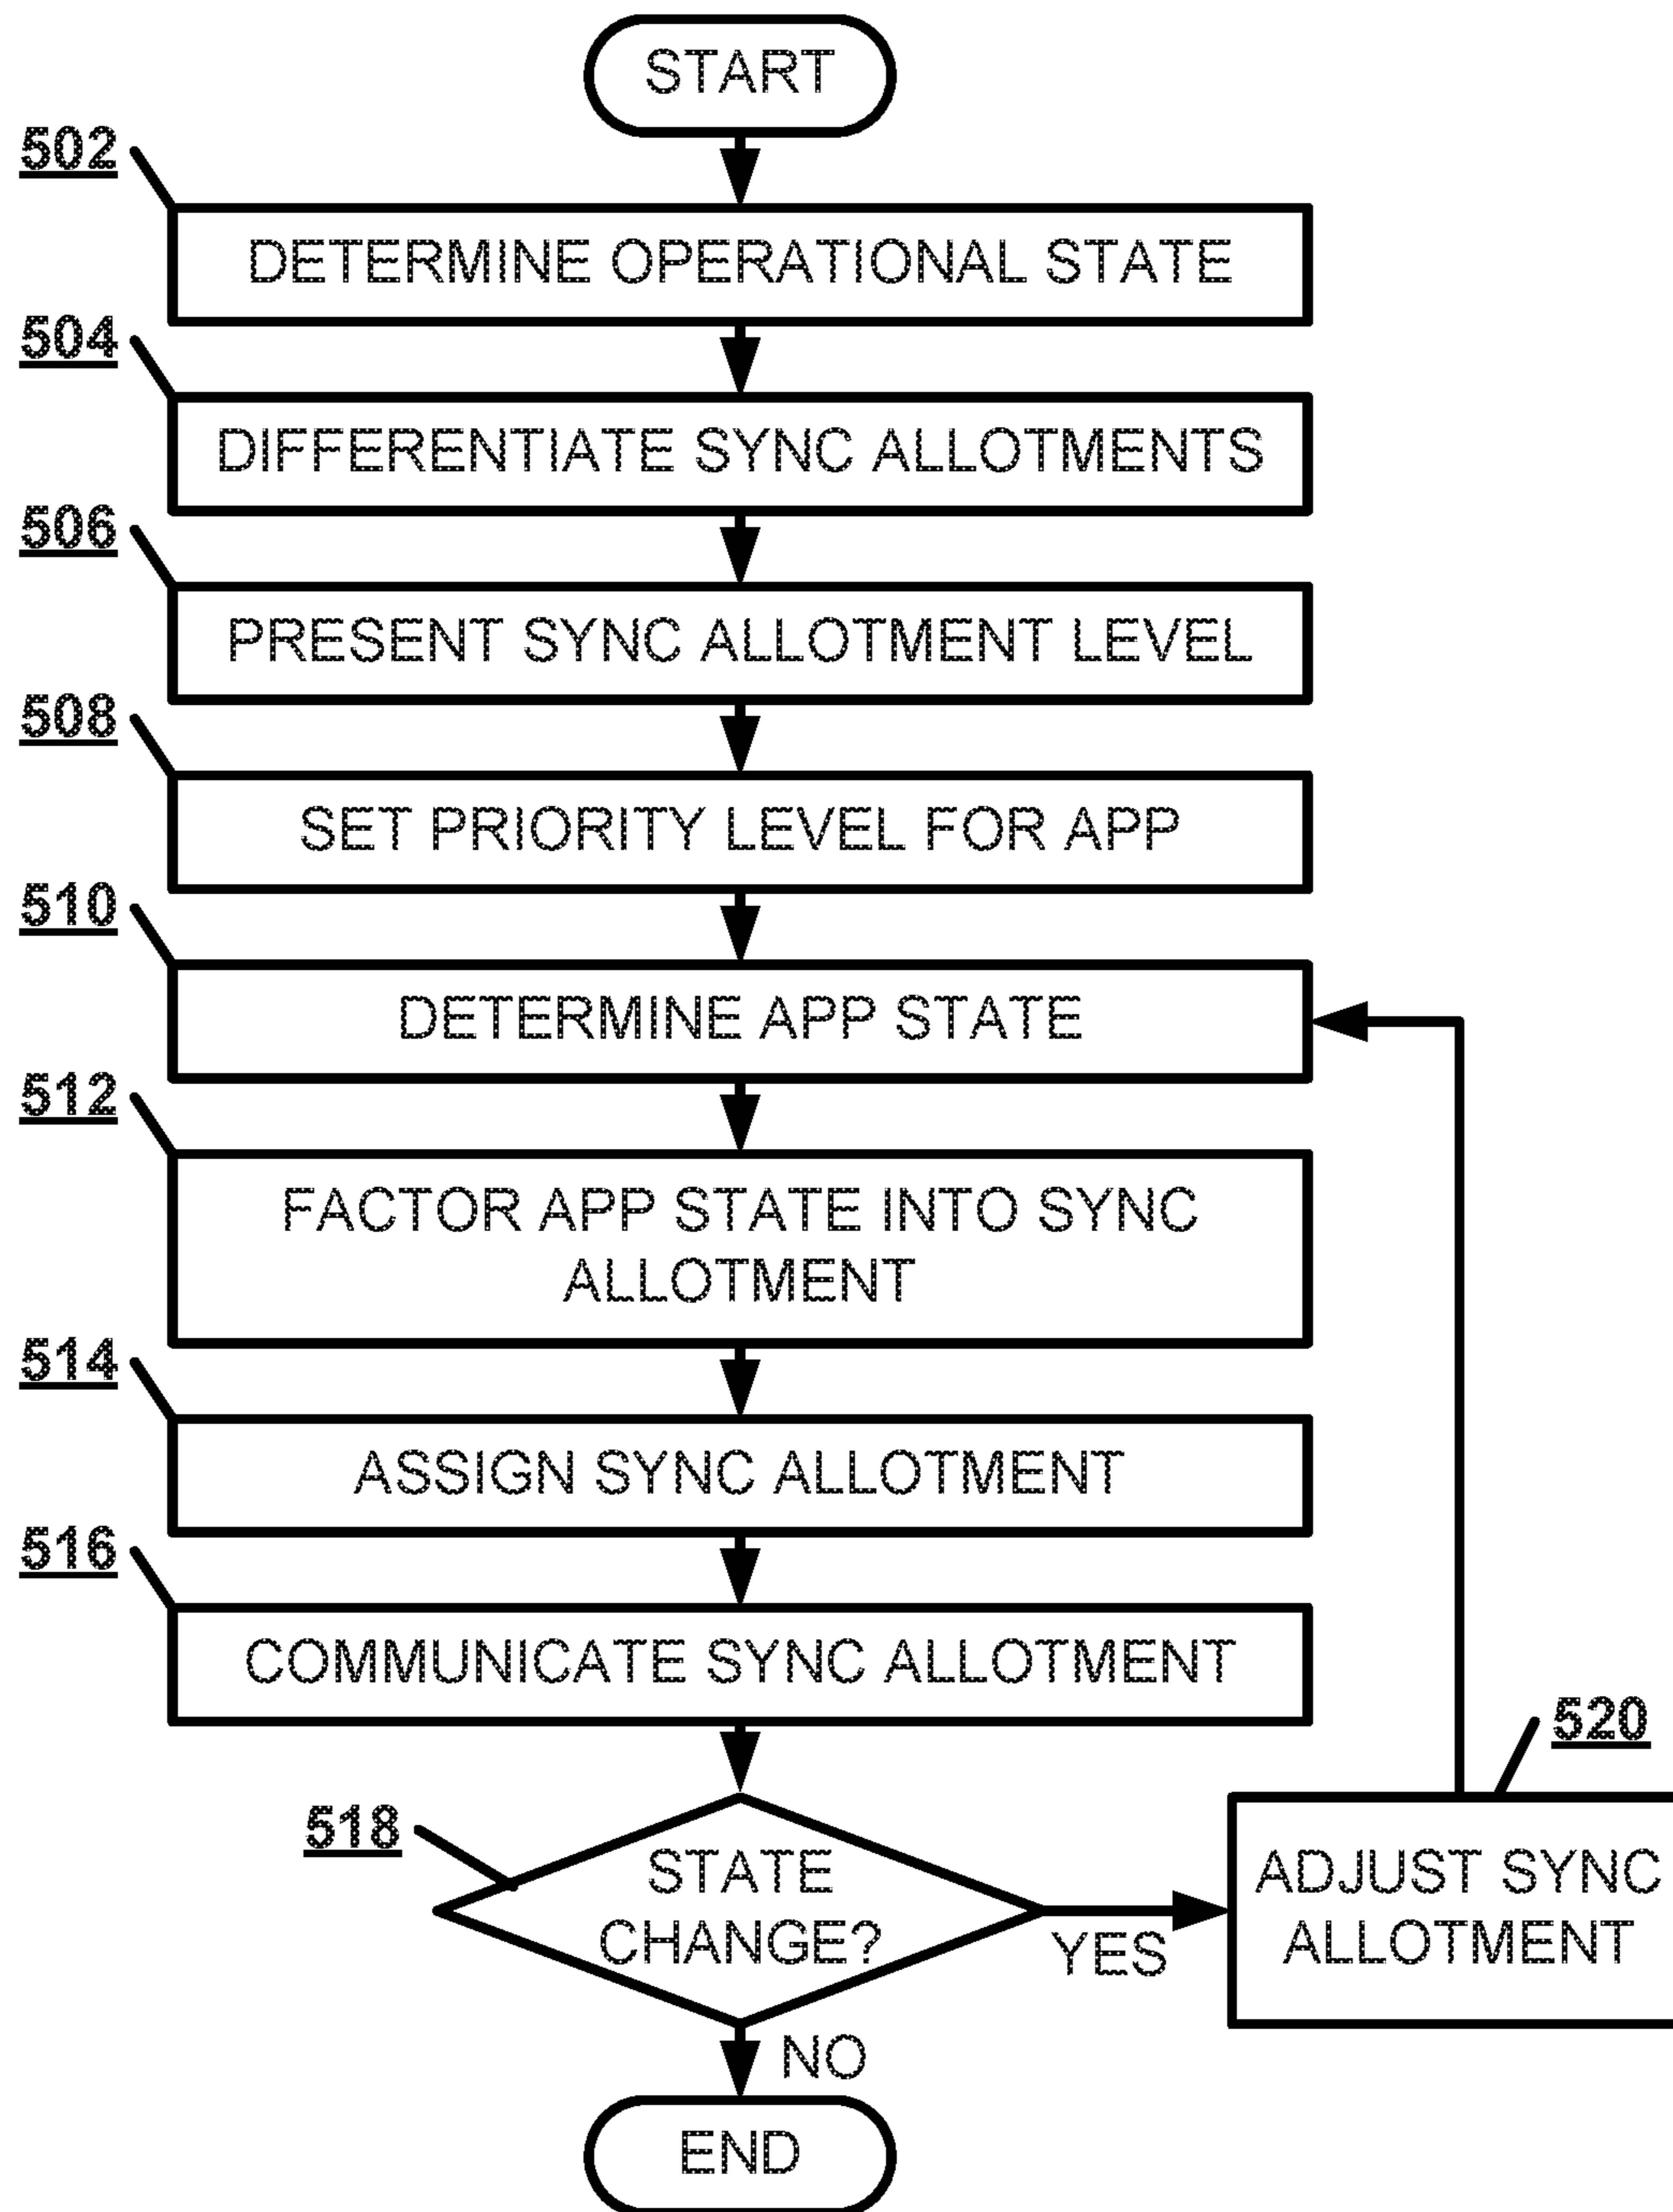 START
502
DETERMINE OPERATIONAL STATE
504
DIFFERENTIATE SYNC ALLOTMENTS
506
PRESENT SYNC ALLOTMENT LEVEL
508
SET PRIORITY LEVEL FOR APP
510
DETERMINE APP STATE
512
FACTOR APP STATE INTO SYNC
ALLOTMENT
514
ASSIGN SYNC ALLOTMENT
516
COMMUNICATE SYNC ALLOTMENT
518
STATE
CHANGE?
YES
520
ADJUST SYNC
ALLOTMENT
NO
END